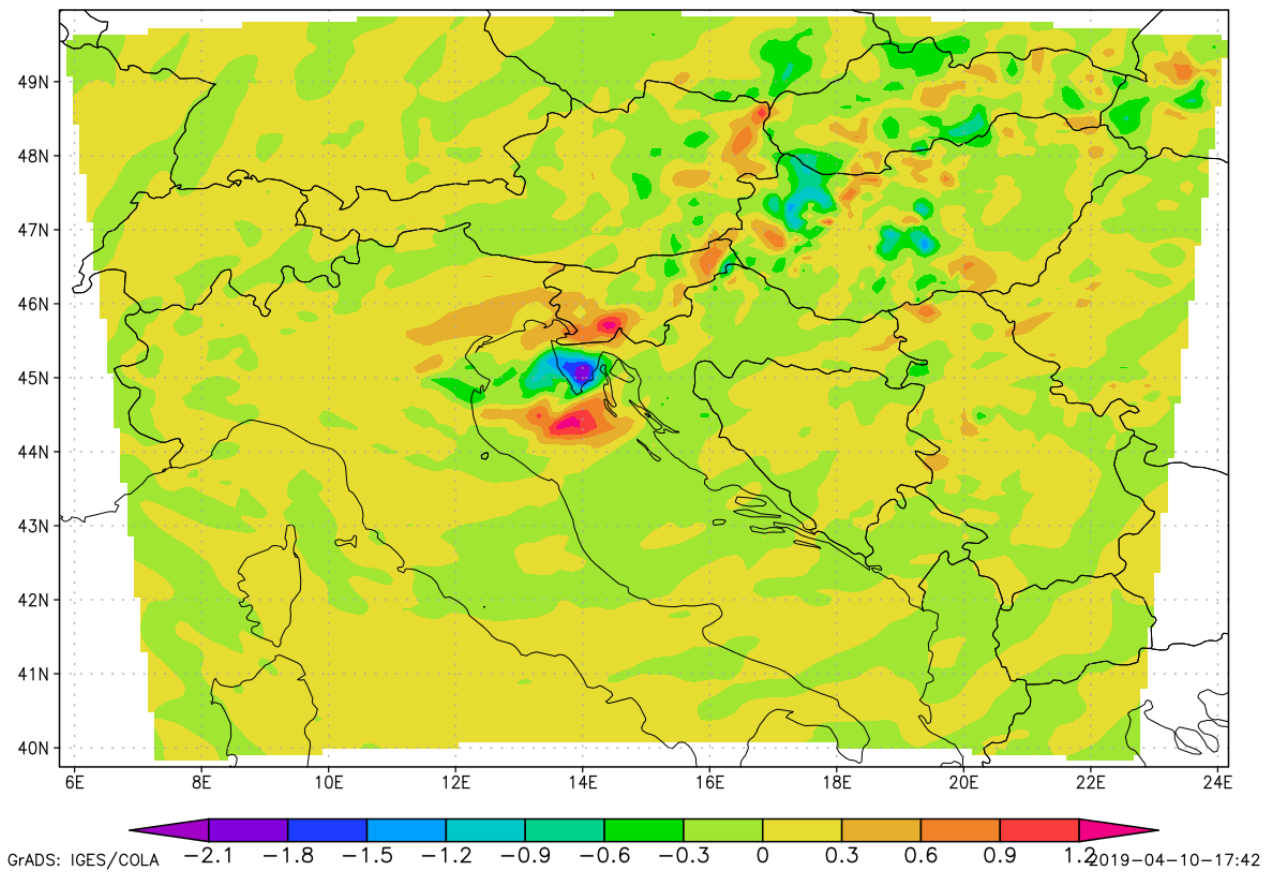 49N
48N
47N
46N
45N
44N
43N
42N
41N
40N
6E 8E 10E 12E 14E 16E 18E 20E 22E 24E
−2.1 −1.8 −1.5 −1.2 −0.9 −0.6 −0.3 0 0.3 0.6 0.9 1.2
GrADS: IGES/COLA 2019−04−10−17:42